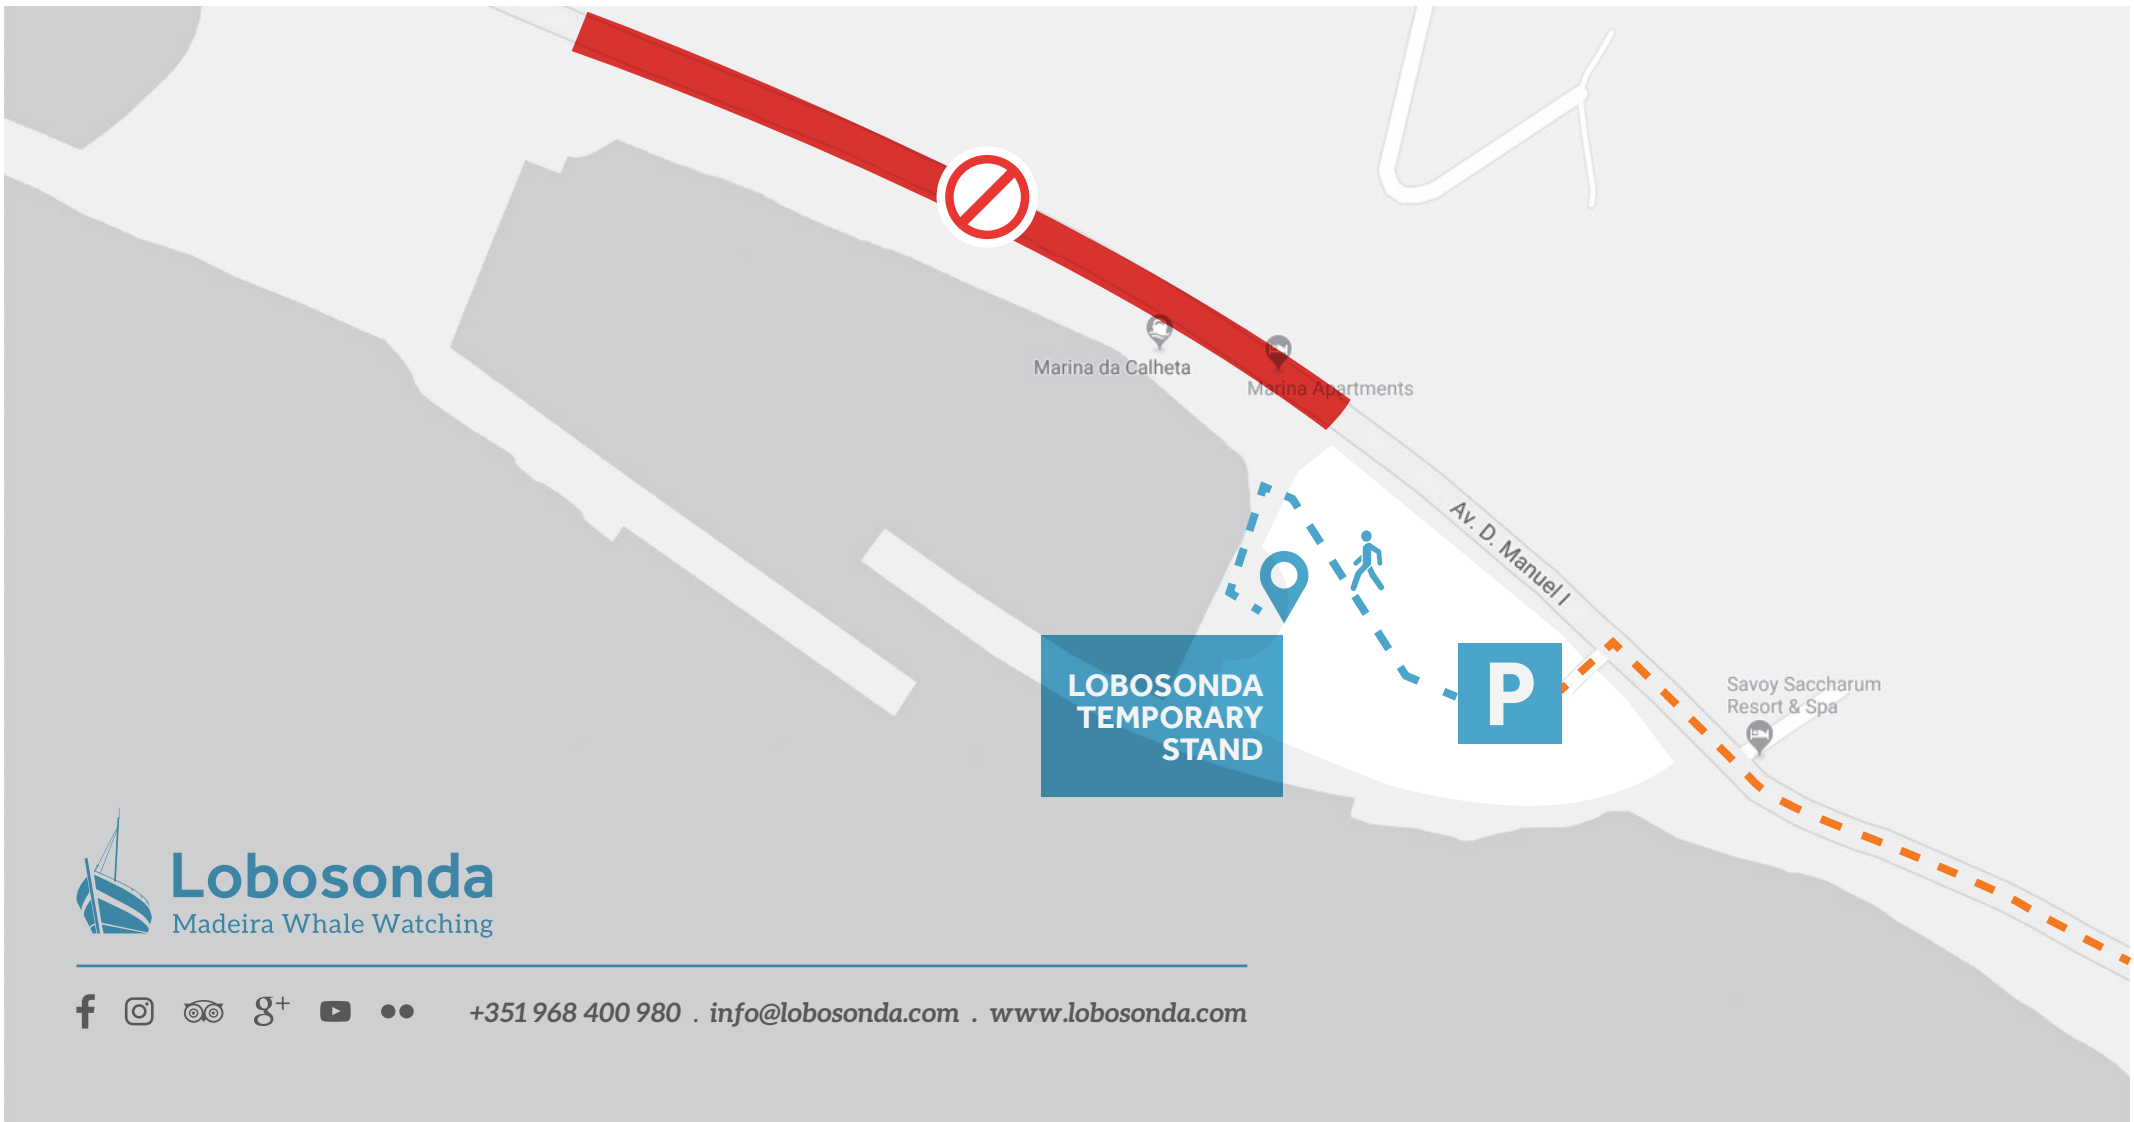 Marina da Calheta
Marina Apartments
Av. D. Manuel I
P
LOBOSONDA
TEMPORARY
STAND
Savoy Saccharum
Resort & Spa
Lobosonda
Madeira Whale Watching
g+ +351 968 400 980 . info@lobosonda.com . www.lobosonda.com